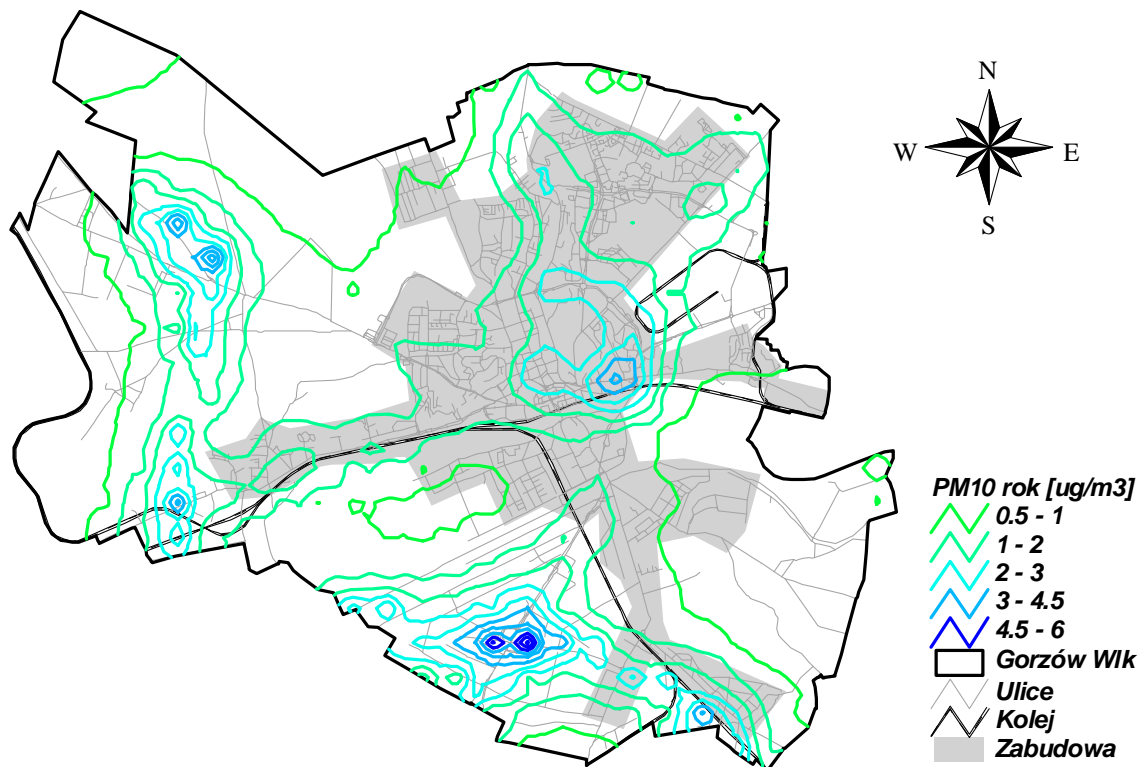 N
W E
S
PM10 rok [ug/m3]
0.5 - 1
1 - 2
2 - 3
3 - 4.5
4.5 - 6
Gorzów Wlk
Ulice
Kolej
Zabudowa